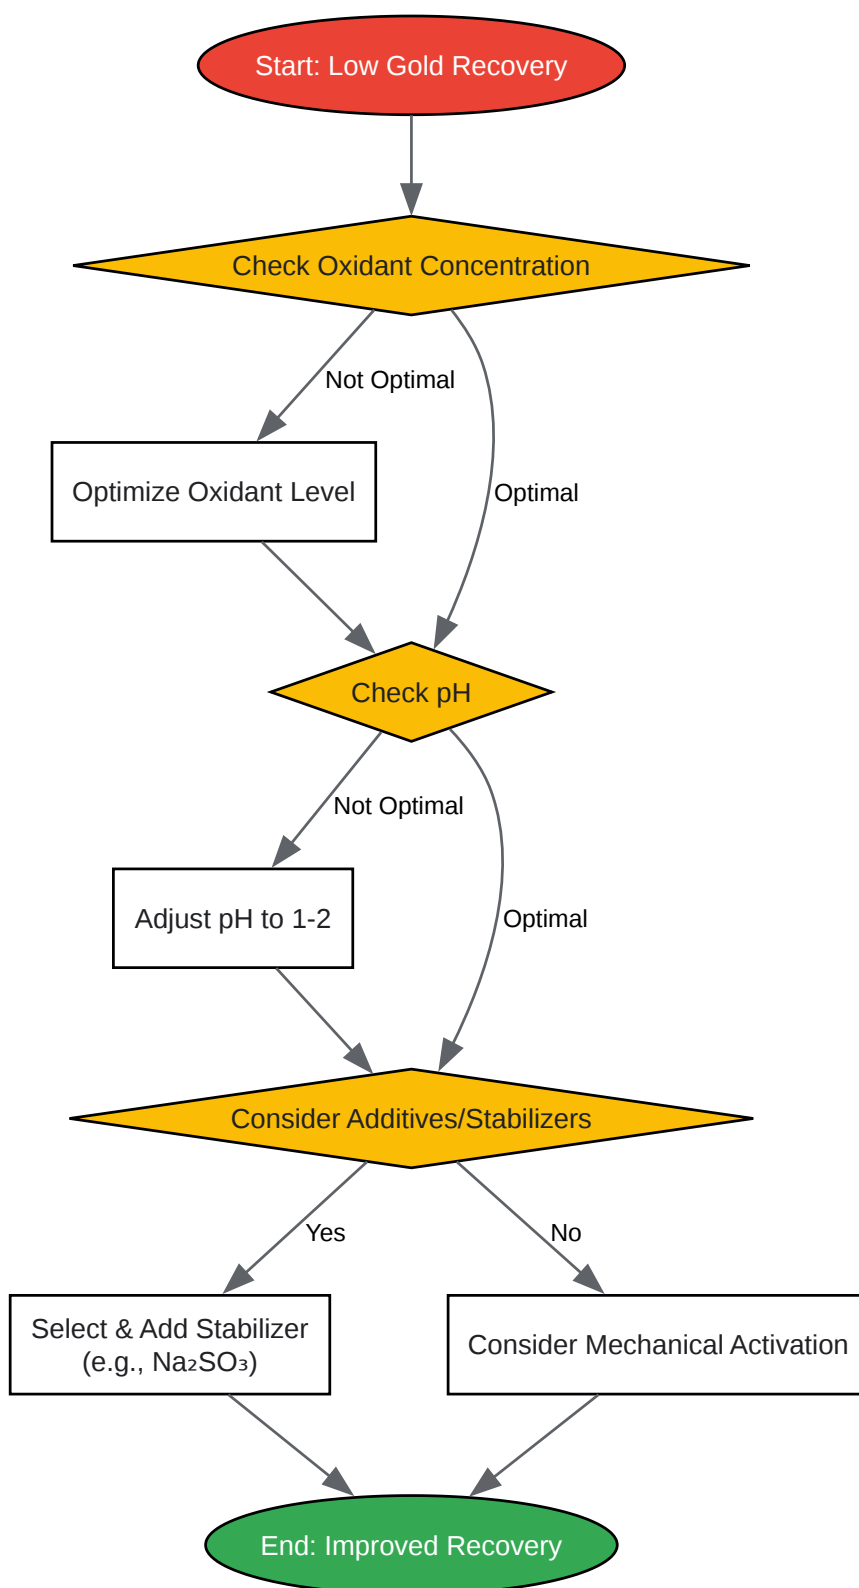 Start: Low Gold Recovery
Check Oxidant Concentration
Not Optimal
Optimize Oxidant Level
Optimal
Check pH
Not Optimal
Adjust pH to 1-2
Optimal
Consider Additives/Stabilizers
Yes
No
Select & Add Stabilizer
(e.g., Na₂SO₃)
Consider Mechanical Activation
End: Improved Recovery